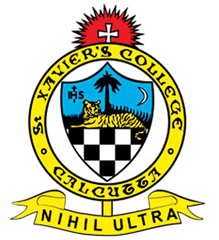 St XAVIER'S COLLEGE
IHS
CALCUTTA
NIHIL ULTRA